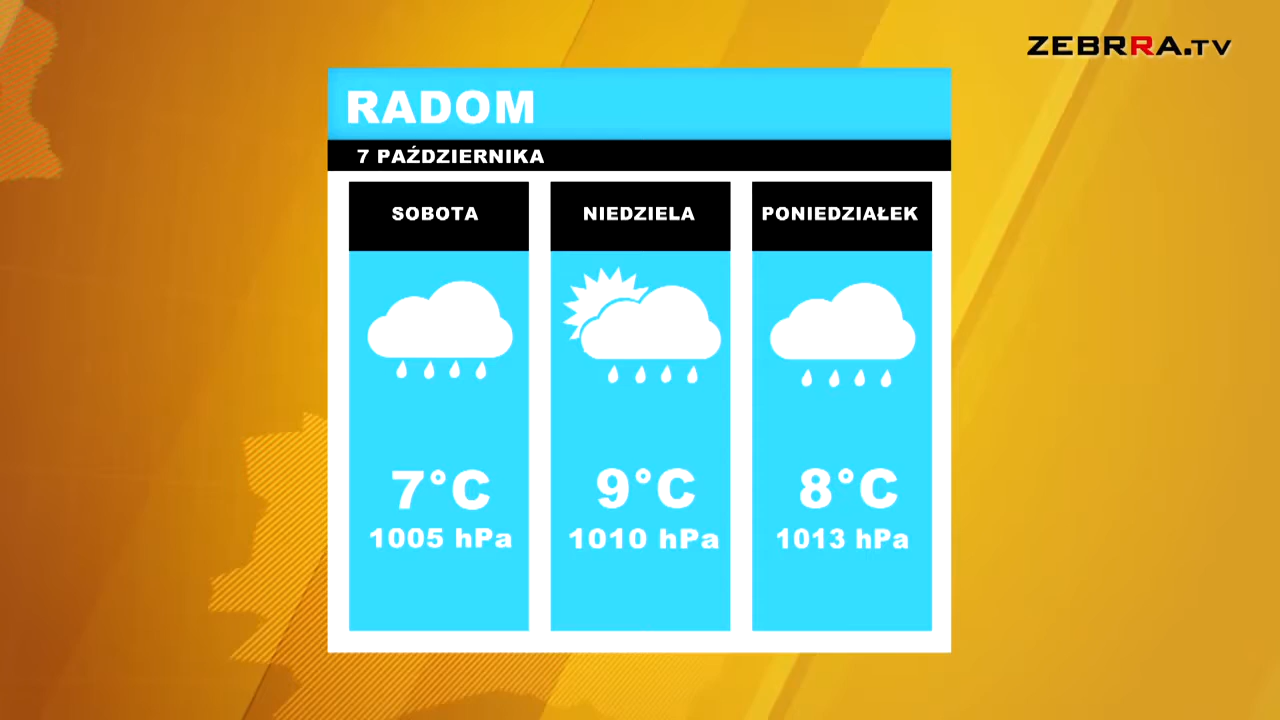 ZEBRRA.TV
RADOM
7 PAŹDZIERNIKA
SOBOTA
NIEDZIELA
PONIEDZIAŁEK
7°C
9°C
8°C
1005 hPa
1010 hPa
1013 hPa